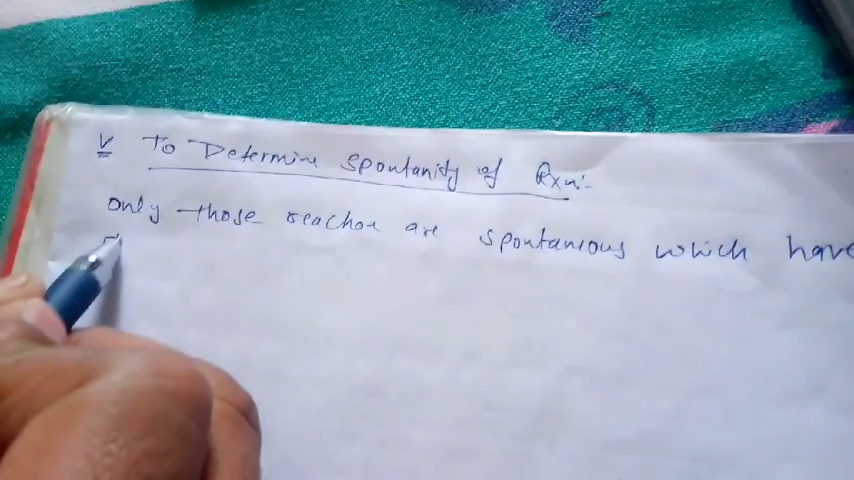 V To Determine Spontanity of Rxn:-
only those reaction are spontaneous which have